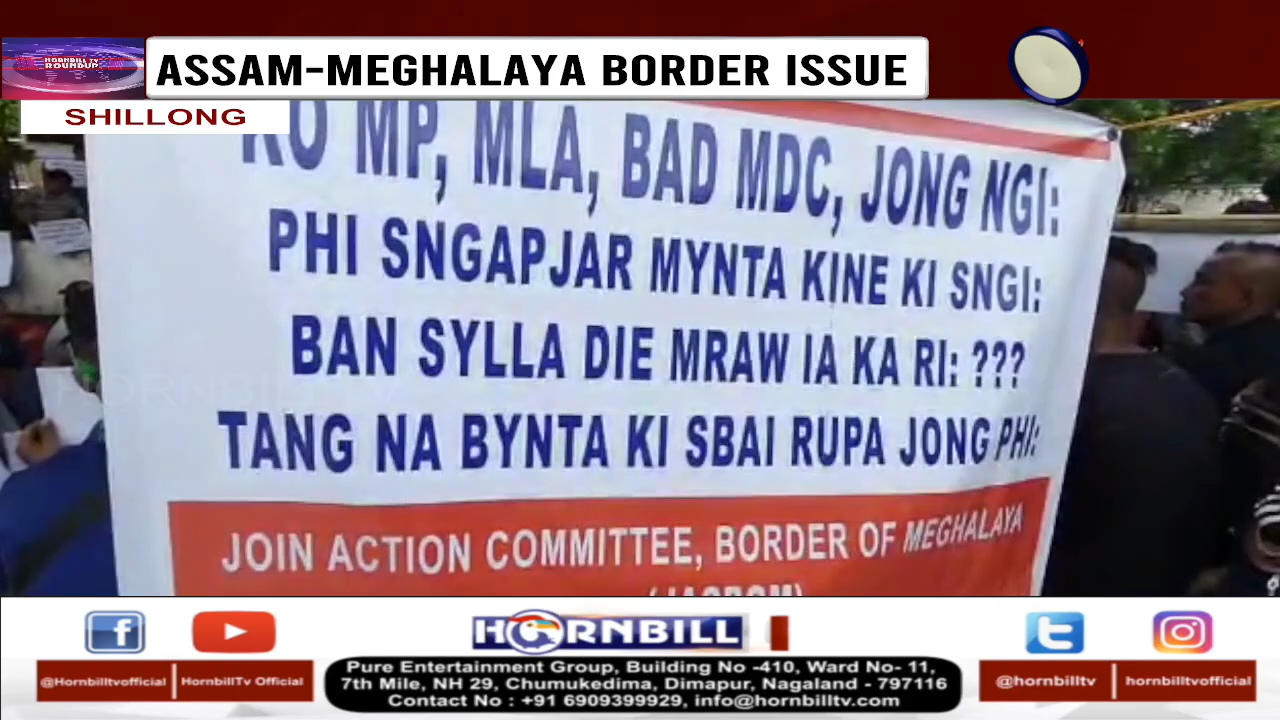 HORNBILL TV
ROUNDUP
ASSAM-MEGHALAYA BORDER ISSUE
SHILLONG
KO MP, MLA, BAD MDC, JONG NGI:
PHI SNGAPJAR MYNTA KINE KI SNGI:
BAN SYLLA DIE MRAW IA KA RI: ???
TANG NA BYNTA KI SBAI RUPA JONG PHI:
JOIN ACTION COMMITTEE, BORDER OF MEGHALAYA
HORNBILL
@Hornbilltvofficial
HornbillTv Official
Pure Entertainment Group, Building No -410, Ward No- 11,
7th Mile, NH 29, Chumukedima, Dimapur, Nagaland - 797116
Contact No : +91 6909399929, info@hornbilltv.com
@hornbilltv
hornbilltvofficial